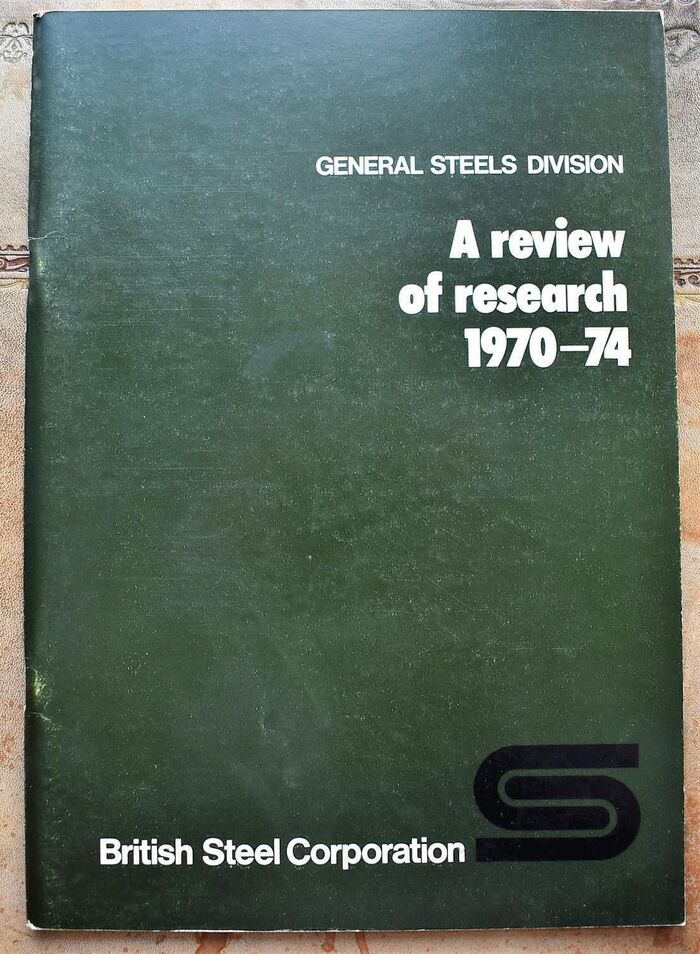 GENERAL STEELS DIVISION
A review
of research
1970–74
British Steel Corporation